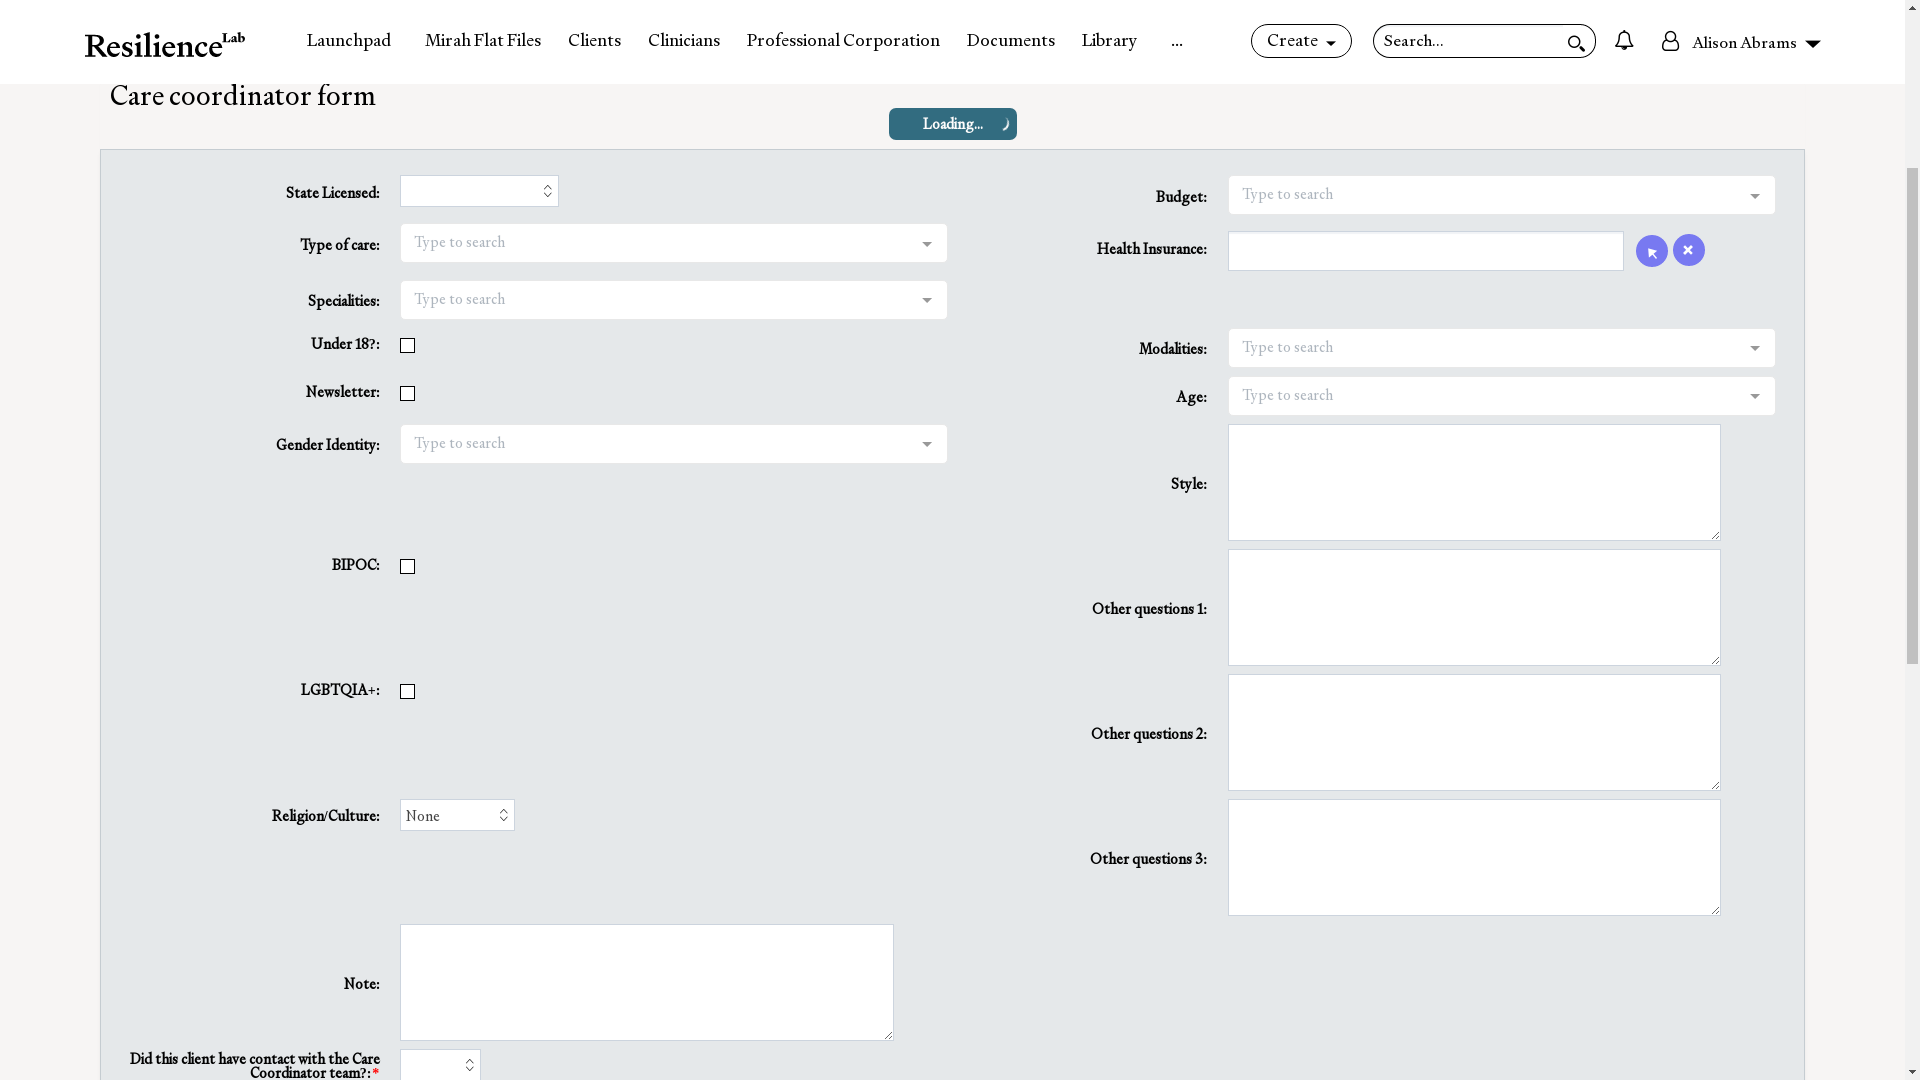 Resilience Lab
Launchpad Mirah Flat Files Clients Clinicians Professional Corporation Documents Library ...
Create
Search...
Alison Abrams
Care coordinator form
Loading...
State Licensed:
Budget: Type to search
Type of care: Type to search
Health Insurance:
Specialities: Type to search
Under 18?:
Modalities: Type to search
Newsletter:
Age: Type to search
Gender Identity: Type to search
Style:
BIPOC:
Other questions 1:
LGBTQIA+:
Other questions 2:
Religion/Culture: None
Other questions 3:
Note:
Did this client have contact with the Care
Coordinator team?: *